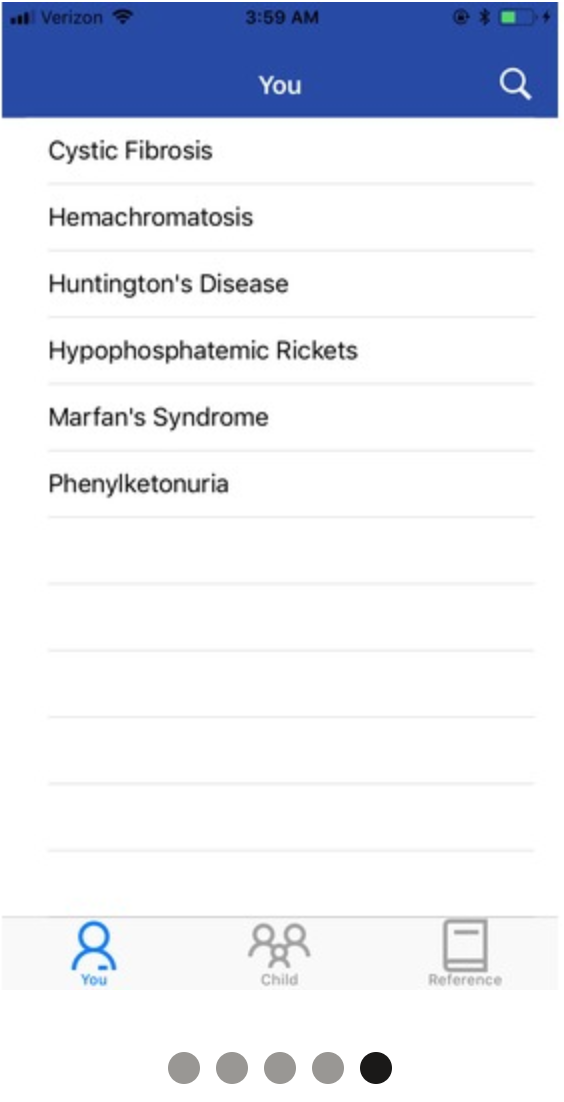 Verizon 3:59 AM
You
Cystic Fibrosis
Hemachromatosis
Huntington's Disease
Hypophosphatemic Rickets
Marfan's Syndrome
Phenylketonuria
You Child Reference